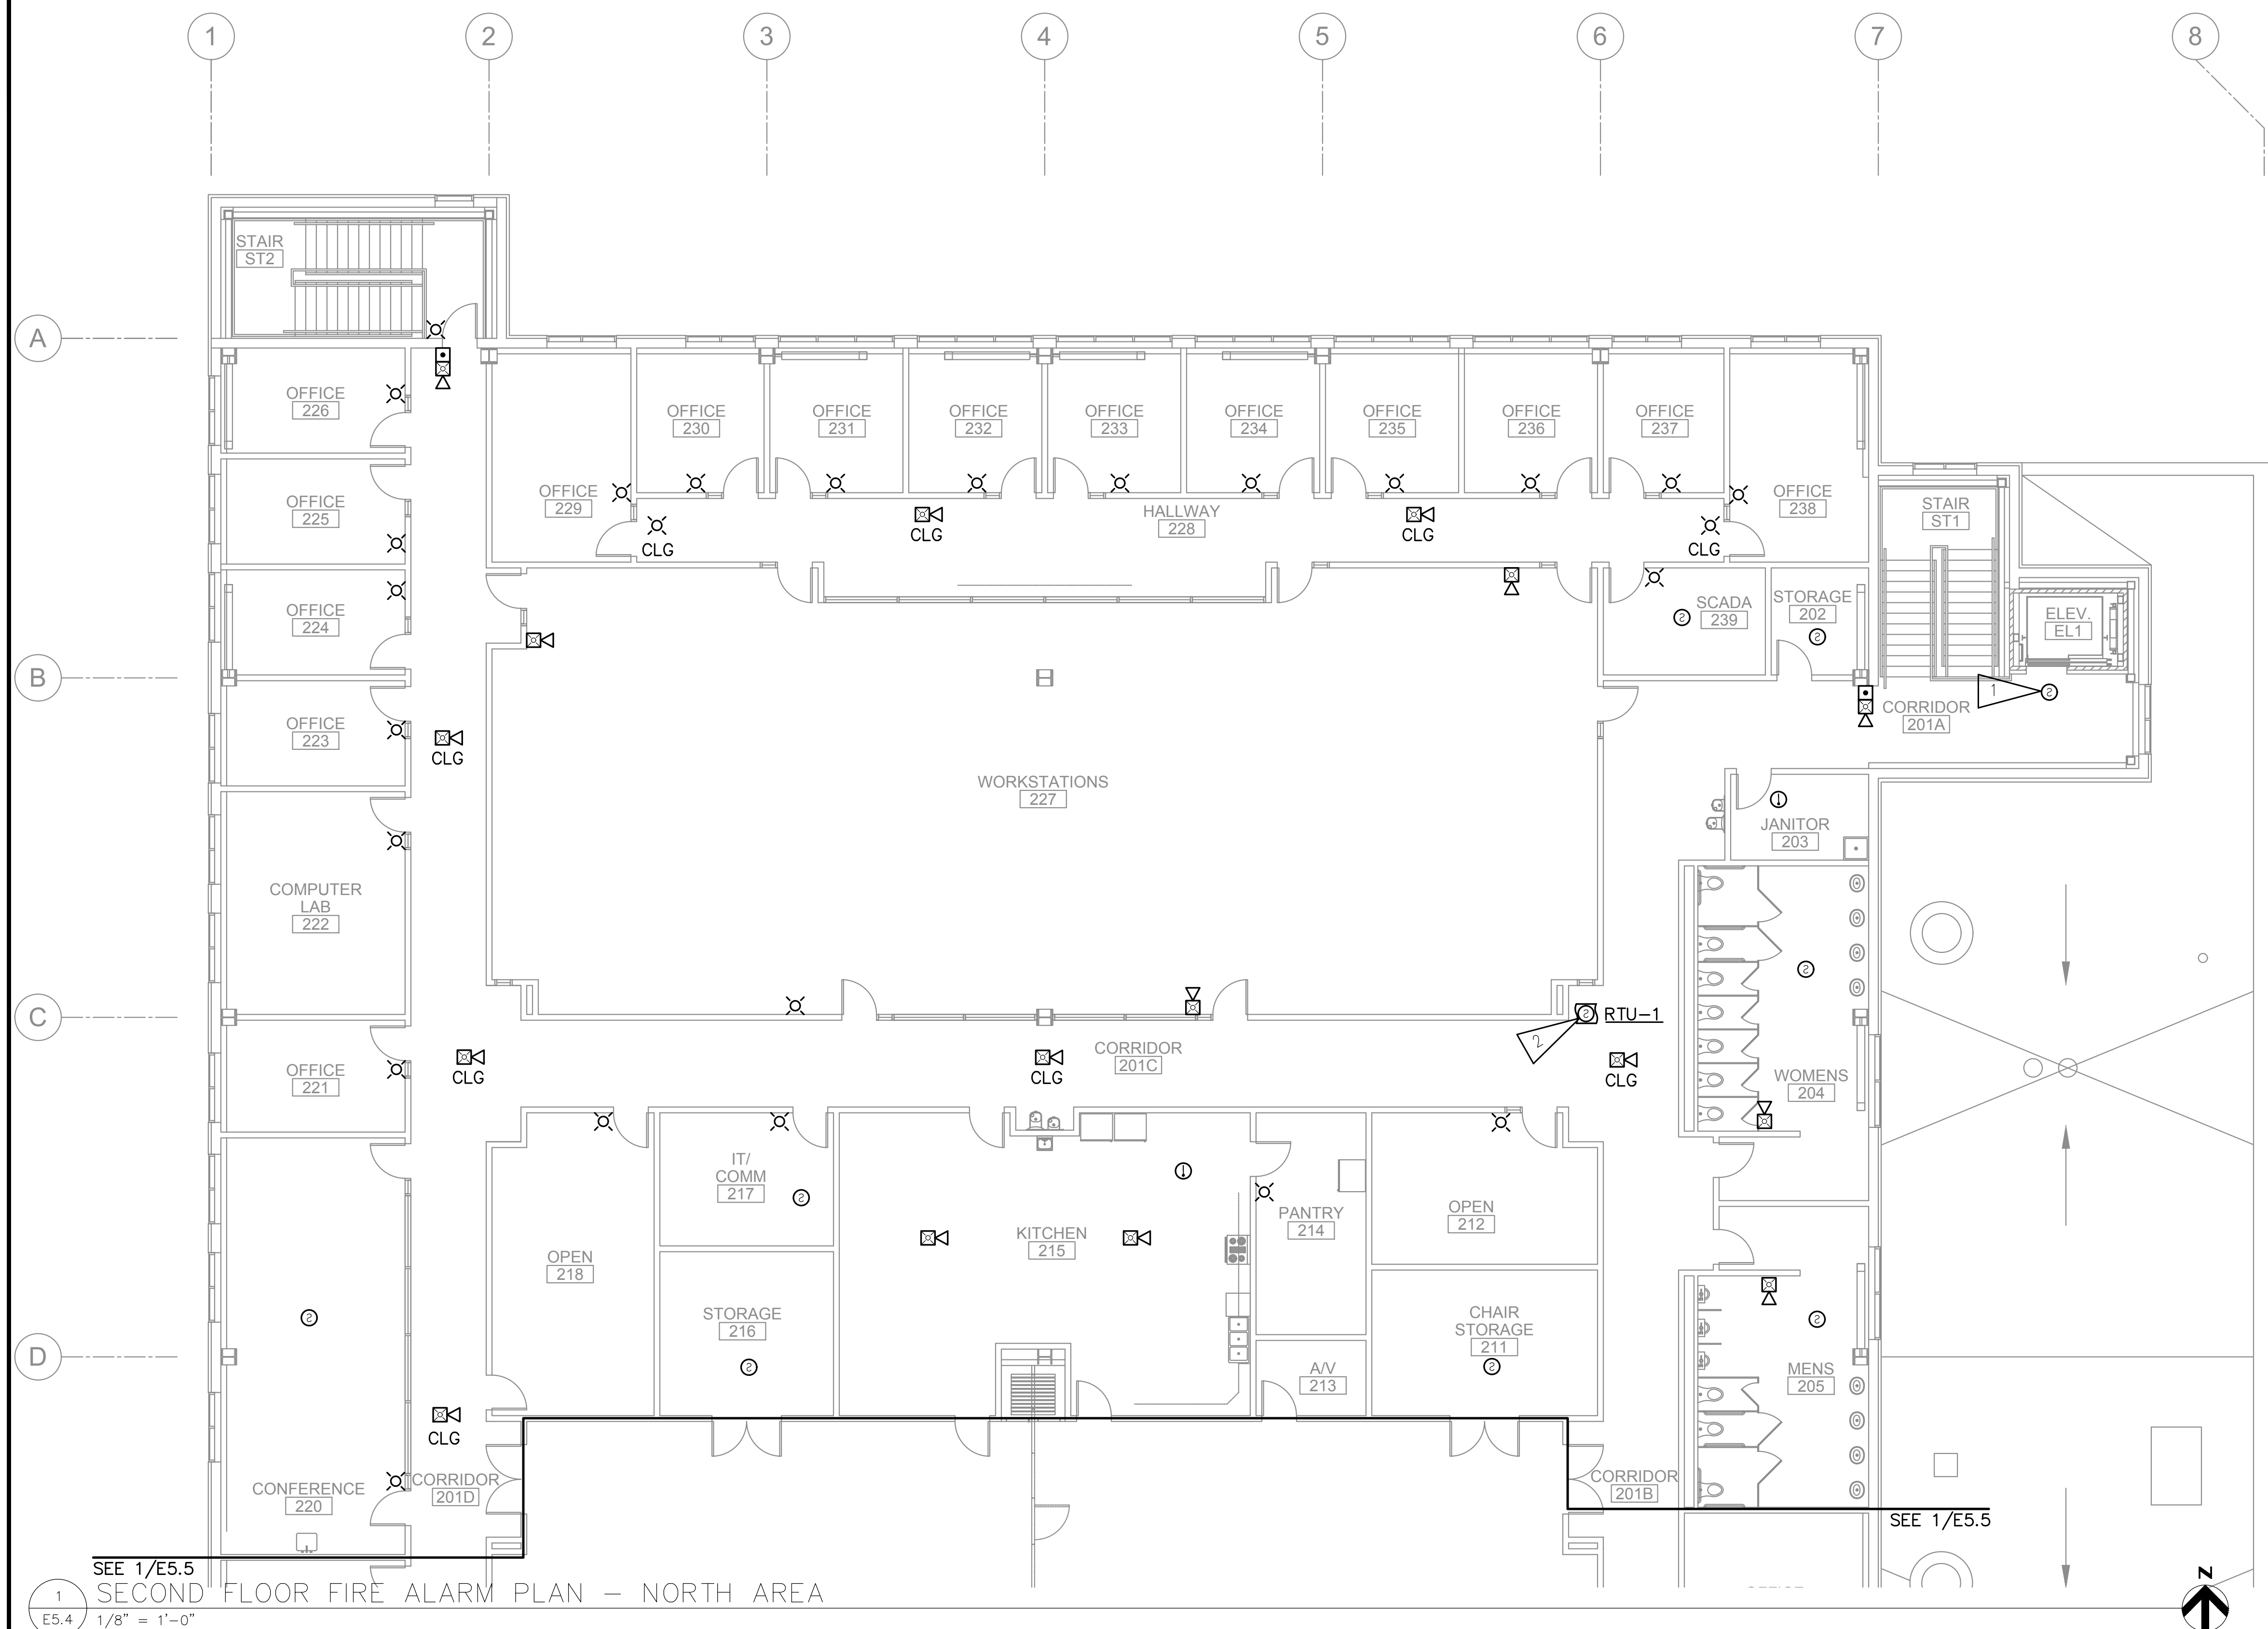 1 2 3 4 5 6 7 8
STAIR
ST2
A
OFFICE
226
OFFICE
230
OFFICE
231
OFFICE
232
OFFICE
233
OFFICE
234
OFFICE
235
OFFICE
236
OFFICE
237
OFFICE
225
OFFICE
229
OFFICE
238
HALLWAY
228
STAIR
ST1
CLG
CLG
CLG
CLG
OFFICE
224
SCADA
239
S
STORAGE
202
S
ELEV.
EL1
B
1
S
OFFICE
223
CORRIDOR
201A
CLG
WORKSTATIONS
227
JANITOR
203
COMPUTER
LAB
222
S
C
S
RTU-1
2
OFFICE
221
CLG
CLG
CORRIDOR
201C
CLG
WOMENS
204
IT/
COMM
217
S
OPEN
218
KITCHEN
215
PANTRY
214
OPEN
212
S
STORAGE
216
S
CHAIR
STORAGE
211
S
S
D
A/V
213
MENS
205
CLG
CONFERENCE
220
CORRIDOR
201D
CORRIDOR
201B
SEE 1/E5.5
SEE 1/E5.5
1
E5.4
SECOND FLOOR FIRE ALARM PLAN - NORTH AREA
1/8" = 1'-0"
N